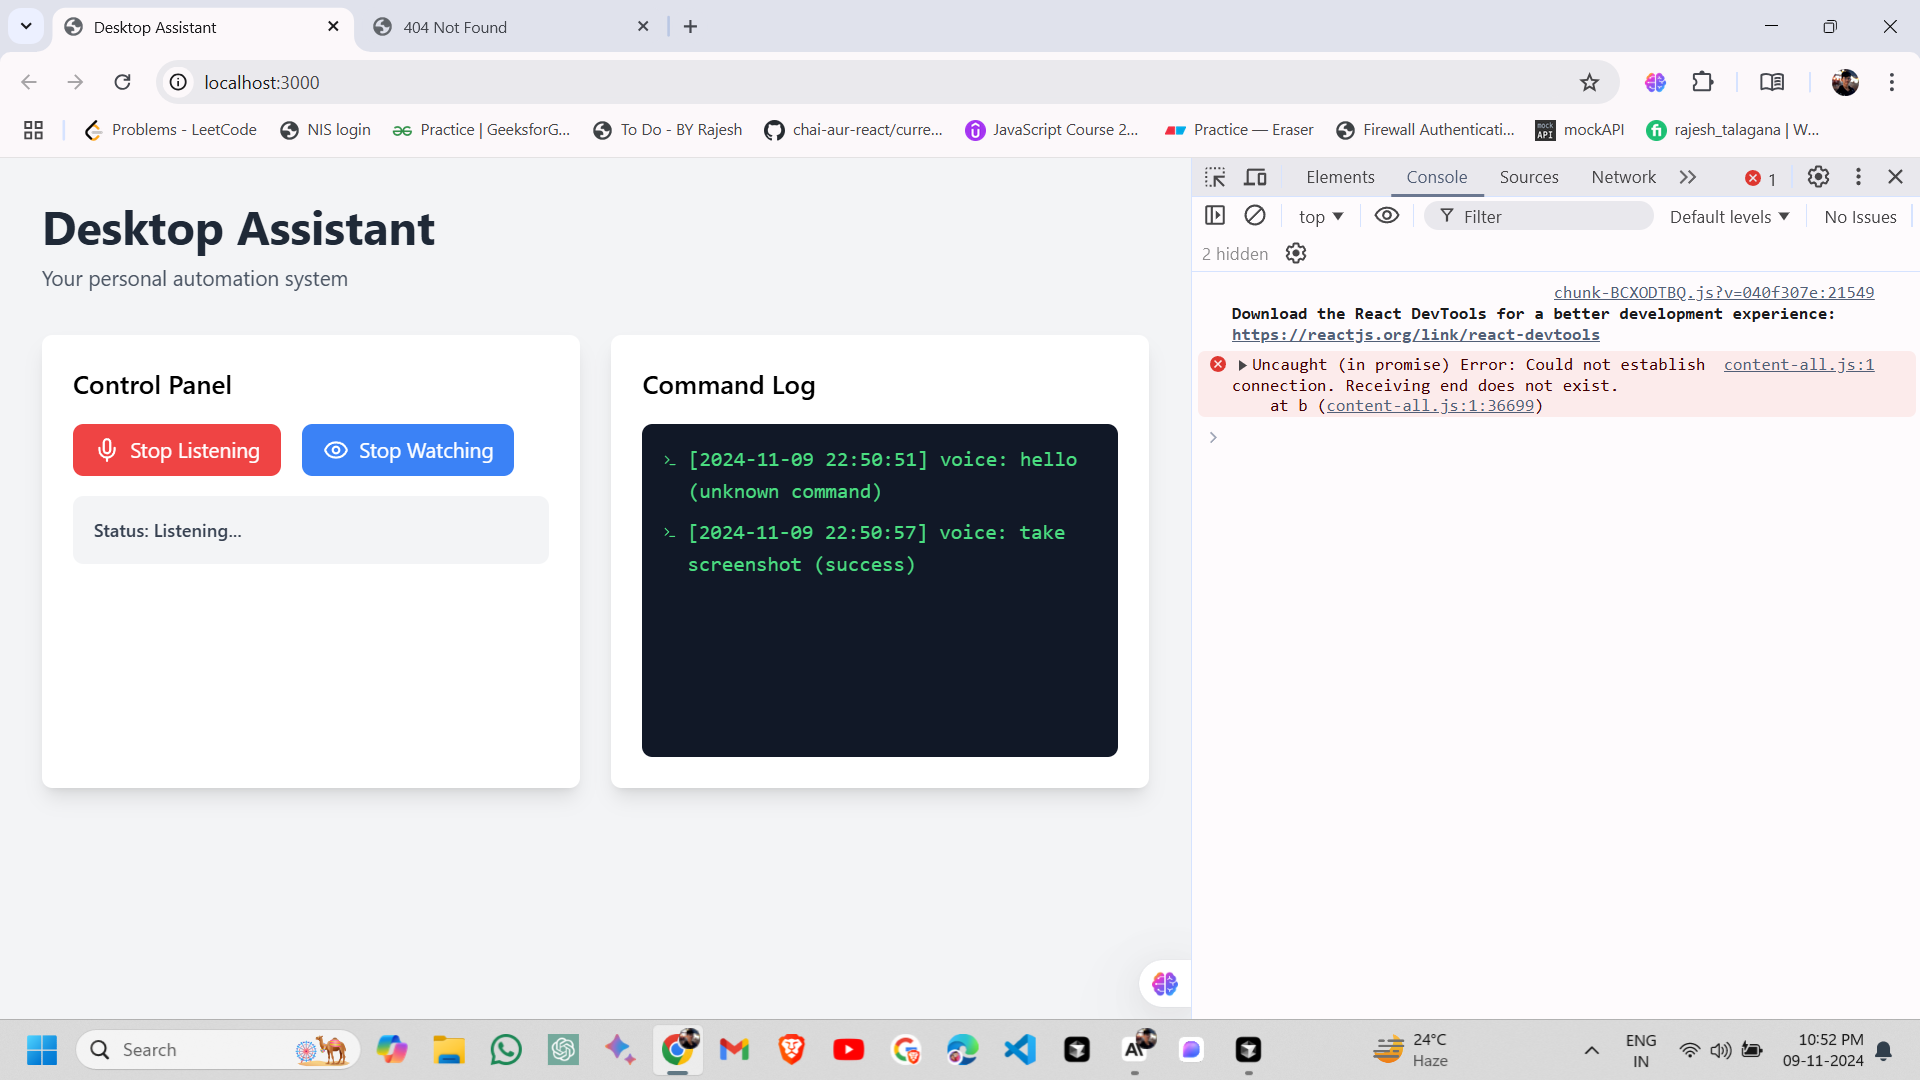 Desktop Assistant
404 Not Found
localhost:3000
Problems - LeetCode
NIS login
Practice | GeeksforG...
To Do - BY Rajesh
chai-aur-react/curre...
JavaScript Course 2...
Practice — Eraser
Firewall Authenticati...
mock API
mockAPI
rajesh_talagana | W...
Desktop Assistant
Your personal automation system
Control Panel
Stop Listening
Stop Watching
Status: Listening...
Command Log
[2024-11-09 22:50:51] voice: hello
(unknown command)
[2024-11-09 22:50:57] voice: take
screenshot (success)
Elements
Console
Sources
Network
1
top
Filter
Default levels
No Issues
2 hidden
chunk-BCXODTBQ.js?v=040f307e:21549
Download the React DevTools for a better development experience:
https://reactjs.org/link/react-devtools
Uncaught (in promise) Error: Could not establish content-all.js:1
connection. Receiving end does not exist.
at b (content-all.js:1:36699)
Search
24°C
Haze
ENG
IN
10:52 PM
09-11-2024